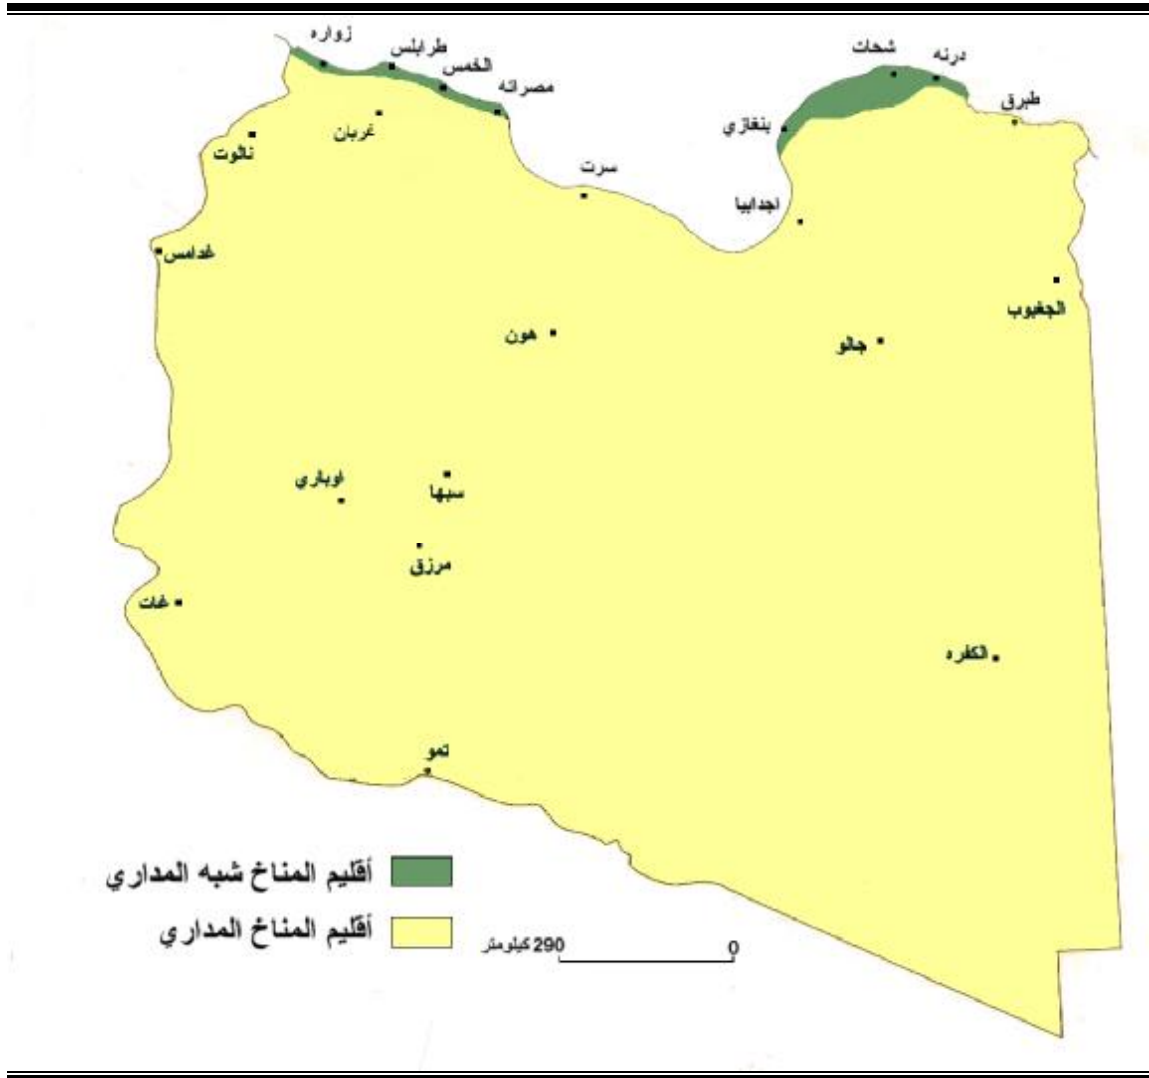 زواره
طرابلس
الخمس
مصراته
شحات
درنه
طبرق
بنغازي
غريان
نالوت
سرت
اجدابيا
غدامس
الجغبوب
هون
جالو
اوباري
سبها
مرزق
غات
الكفره
تمو
أقليم المناخ شبه المداري
أقليم المناخ المداري
290 كيلومتر
0